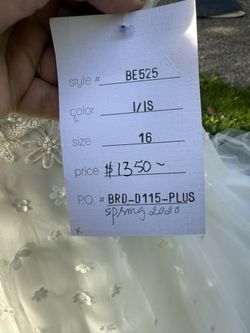 style # BE525
color I/IS
size 16
price $1350~
P.O. # BRD-D115-PLUS
spring 2020
x